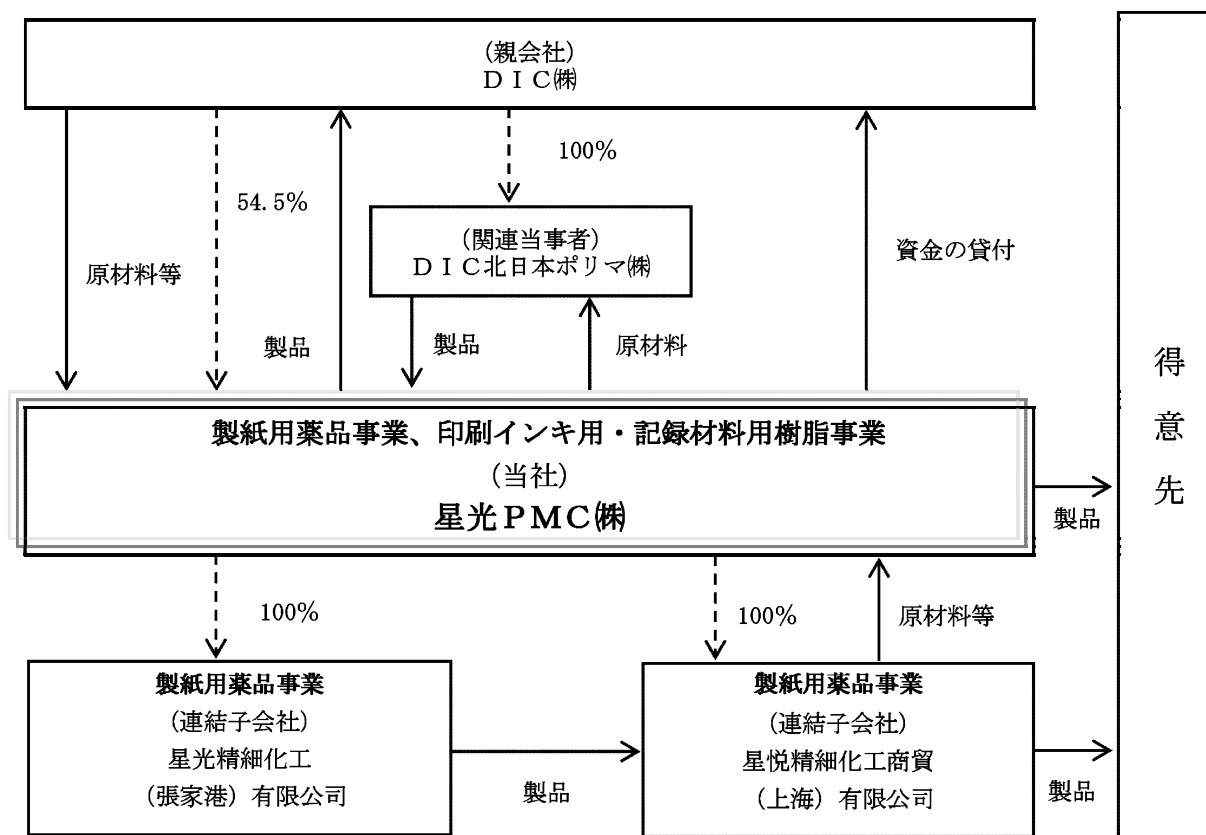 (親会社)
ＤＩＣ㈱
100%
54.5%
(関連当事者)
ＤＩＣ北日本ポリマ㈱
資金の貸付
原材料等
製品
製品
原材料
製紙用薬品事業、印刷インキ用・記録材料用樹脂事業
(当社)
星光ＰＭＣ㈱
製品
得意先
100%
100%
原材料等
製紙用薬品事業
(連結子会社)
星光精細化工
(張家港)有限公司
製品
製紙用薬品事業
(連結子会社)
星悦精細化工商貿
(上海)有限公司
製品